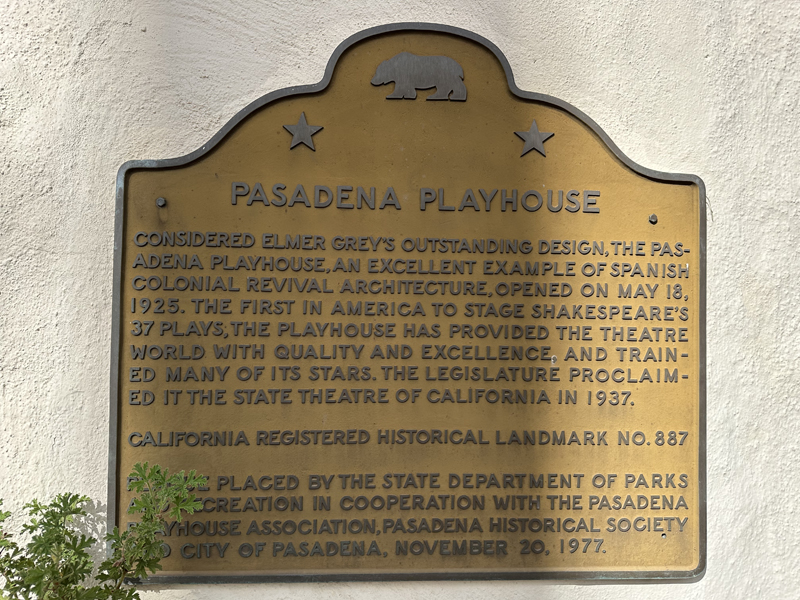 PASADENA PLAYHOUSE
CONSIDERED ELMER GREY'S OUTSTANDING DESIGN, THE PAS-
ADENA PLAYHOUSE, AN EXCELLENT EXAMPLE OF SPANISH
COLONIAL REVIVAL ARCHITECTURE, OPENED ON MAY 18,
1925. THE FIRST IN AMERICA TO STAGE SHAKESPEARE'S
37 PLAYS, THE PLAYHOUSE HAS PROVIDED THE THEATRE
WORLD WITH QUALITY AND EXCELLENCE, AND TRAIN-
ED MANY OF ITS STARS. THE LEGISLATURE PROCLAIM-
ED IT THE STATE THEATRE OF CALIFORNIA IN 1937.
CALIFORNIA REGISTERED HISTORICAL LANDMARK NO. 887
PLACED BY THE STATE DEPARTMENT OF PARKS
AND RECREATION IN COOPERATION WITH THE PASADENA
PLAYHOUSE ASSOCIATION, PASADENA HISTORICAL SOCIETY
AND CITY OF PASADENA, NOVEMBER 20, 1977.